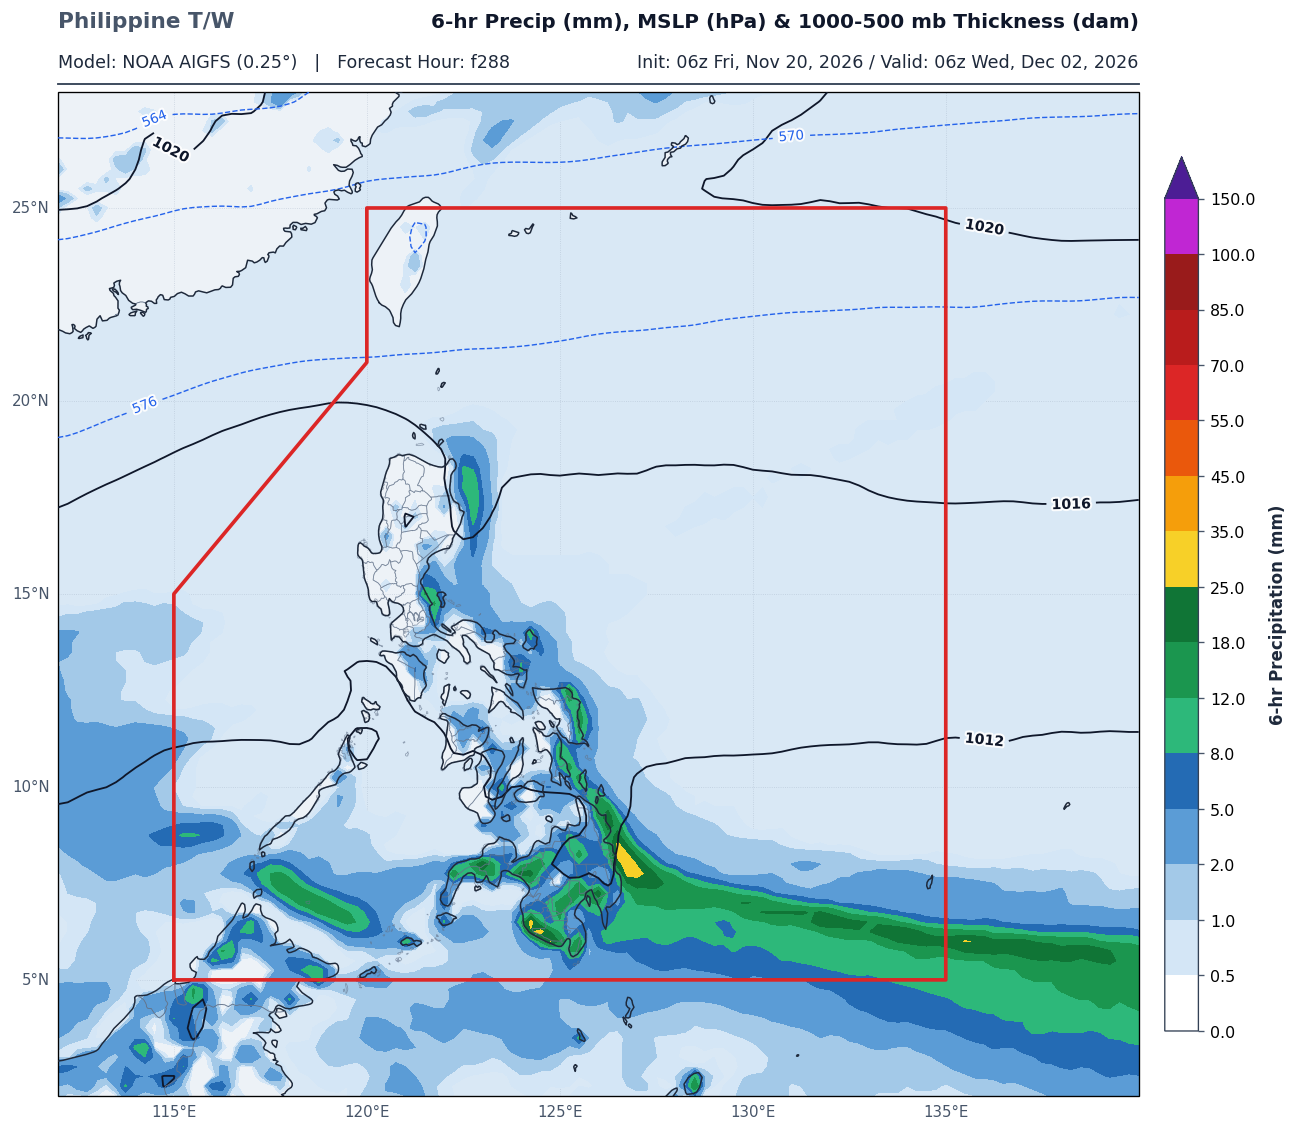 Philippine T/W
6-hr Precip (mm), MSLP (hPa) & 1000-500 mb Thickness (dam)
Model: NOAA AIGFS (0.25°)   |   Forecast Hour: f288
Init: 06z Fri, Nov 20, 2026 / Valid: 06z Wed, Dec 02, 2026
564
1020
570
1020
576
1016
1012
25°N
20°N
15°N
10°N
5°N
115°E
120°E
125°E
130°E
135°E
150.0
100.0
85.0
70.0
55.0
45.0
35.0
25.0
18.0
12.0
8.0
5.0
2.0
1.0
0.5
0.0
6-hr Precipitation (mm)